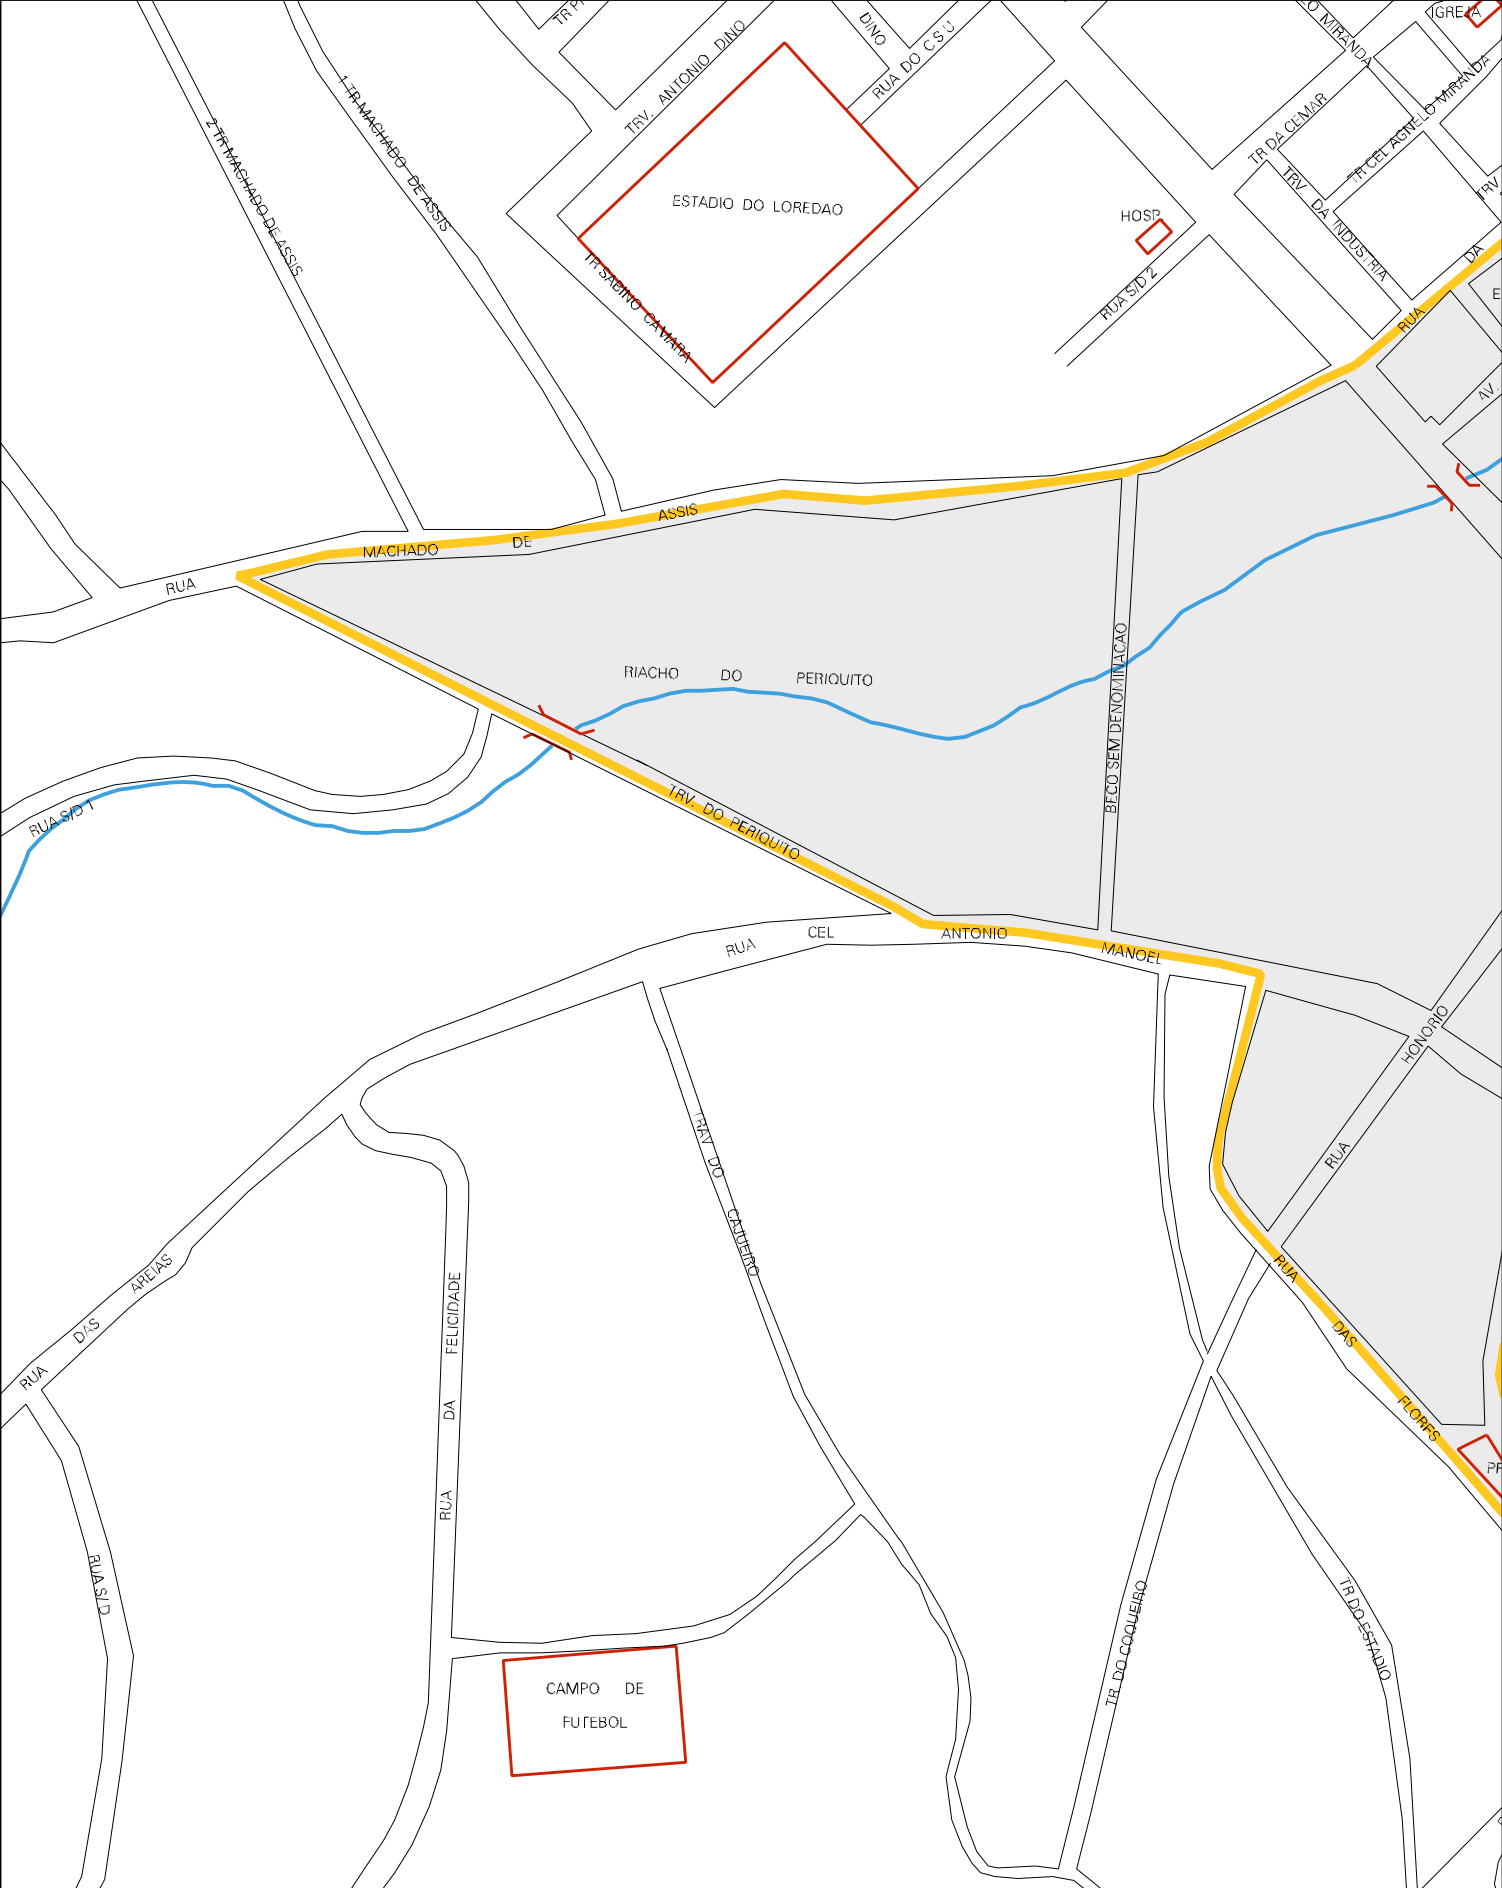 IGREJA
TRV. ANTONIO DINO
DINO
RUA DO CSU
O MIRANDA
TR DA CEMAR
TR CEL AGNELO MIRANDA
1 TR MACHADO DE ASSIS
2 TR MACHADO DE ASSIS
ESTADIO DO LOREDAO
HOSP.
TRV. DA INDUSTRIA
TRV.
TR SABINO CAMARA
RUA S/D 2
RUA DA
AV.
RUA MACHADO DE ASSIS
RIACHO DO PERIQUITO
BECO SEM DENOMINACAO
RUA S/D 1
TRV. DO PERIQUITO
RUA CEL ANTONIO MANOEL
RUA HONORIO
TRAV DO CAJUEIRO
RUA DAS AREIAS
RUA DA FELICIDADE
RUA DAS FLORES
RUA S/D
TR DO COQUEIRO
TR DO ESTADIO
CAMPO DE
FUTEBOL